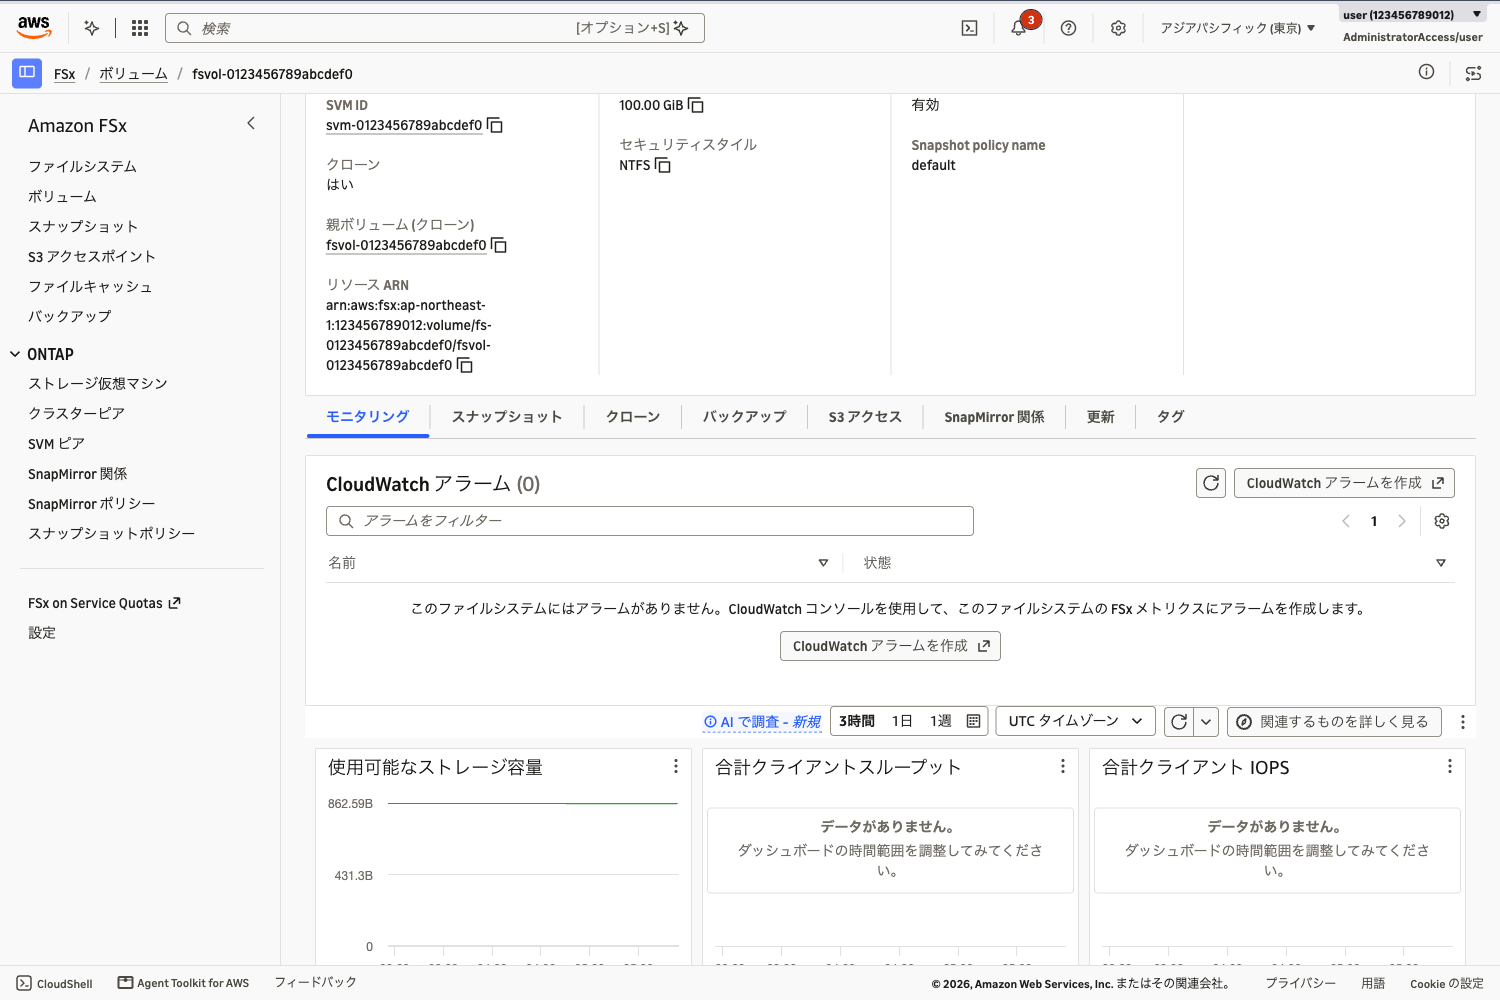 aws
検索
[オプション+S]
3
アジアパシフィック (東京)
user (123456789012)
AdministratorAccess/user
FSx / ボリューム / fsvol-0123456789abcdef0
Amazon FSx
ファイルシステム
ボリューム
スナップショット
S3 アクセスポイント
ファイルキャッシュ
バックアップ
ONTAP
ストレージ仮想マシン
クラスターピア
SVM ピア
SnapMirror 関係
SnapMirror ポリシー
スナップショットポリシー
FSx on Service Quotas
設定
SVM ID
svm-0123456789abcdef0
クローン
はい
親ボリューム (クローン)
fsvol-0123456789abcdef0
リソース ARN
arn:aws:fsx:ap-northeast-
1:123456789012:volume/fs-
0123456789abcdef0/fsvol-
0123456789abcdef0
100.00 GiB
セキュリティスタイル
NTFS
有効
Snapshot policy name
default
モニタリング
スナップショット
クローン
バックアップ
S3 アクセス
SnapMirror 関係
更新
タグ
CloudWatch アラーム (0)
CloudWatch アラームを作成
アラームをフィルター
1
名前
状態
このファイルシステムにはアラームがありません。CloudWatch コンソールを使用して、このファイルシステムの FSx メトリクスにアラームを作成します。
CloudWatch アラームを作成
AI で調査 - 新規
3時間
1日
1週
UTC タイムゾーン
関連するものを詳しく見る
使用可能なストレージ容量
862.59B
431.3B
0
合計クライアントスループット
データがありません。
ダッシュボードの時間範囲を調整してみてくださ
い。
合計クライアント IOPS
データがありません。
ダッシュボードの時間範囲を調整してみてくださ
い。
CloudShell
Agent Toolkit for AWS
フィードバック
© 2026, Amazon Web Services, Inc. またはその関連会社。
プライバシー
用語
Cookie の設定